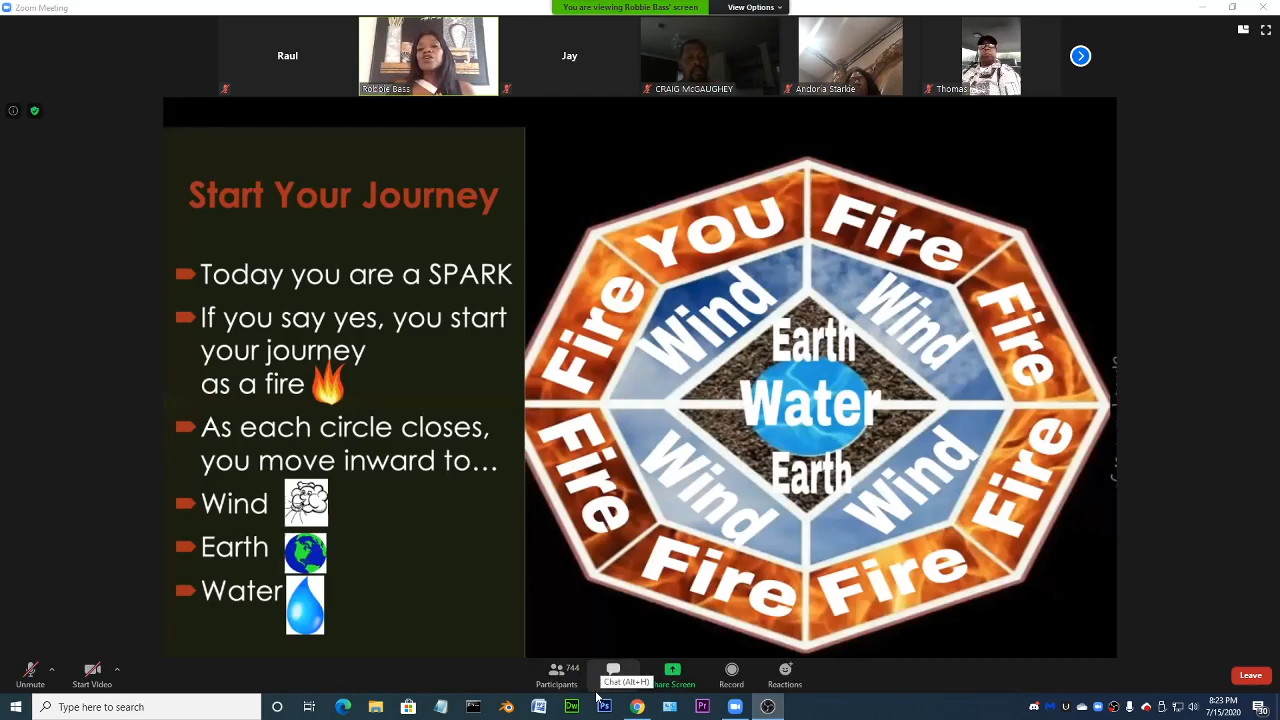 Zoom Meeting
You are viewing Robbie Bass' screen
View Options
Raul
Robbie Bass
Jay
CRAIG McGAUGHEY
Andoria Starkie
Thomas
Start Your Journey
Today you are a SPARK
If you say yes, you start
your journey
as a fire
As each circle closes,
you move inward to…
Wind
Earth
Water
YOU
Fire
Fire
Fire
Wind
Wind
Earth
Water
Earth
Fire
Wind
Wind
Fire
Fire
Fire
744
Unmute
Start Video
Participants
Chat (Alt+H)
Share Screen
Record
Reactions
Leave
Type here to search
Dw
Ps
Pr
8:23 PM
7/15/2020